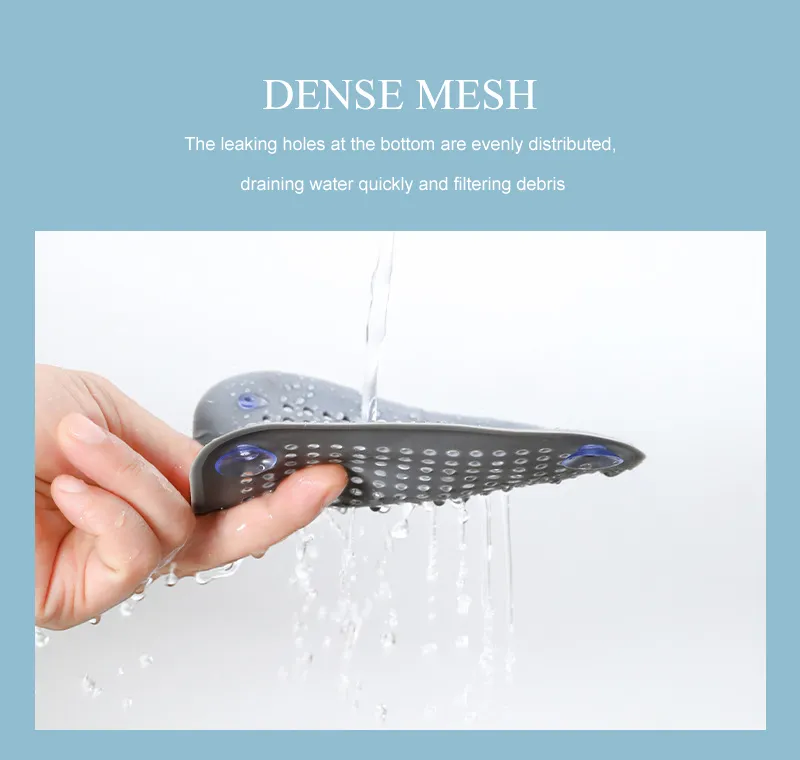 DENSE MESH
The leaking holes at the bottom are evenly distributed,
draining water quickly and filtering debris